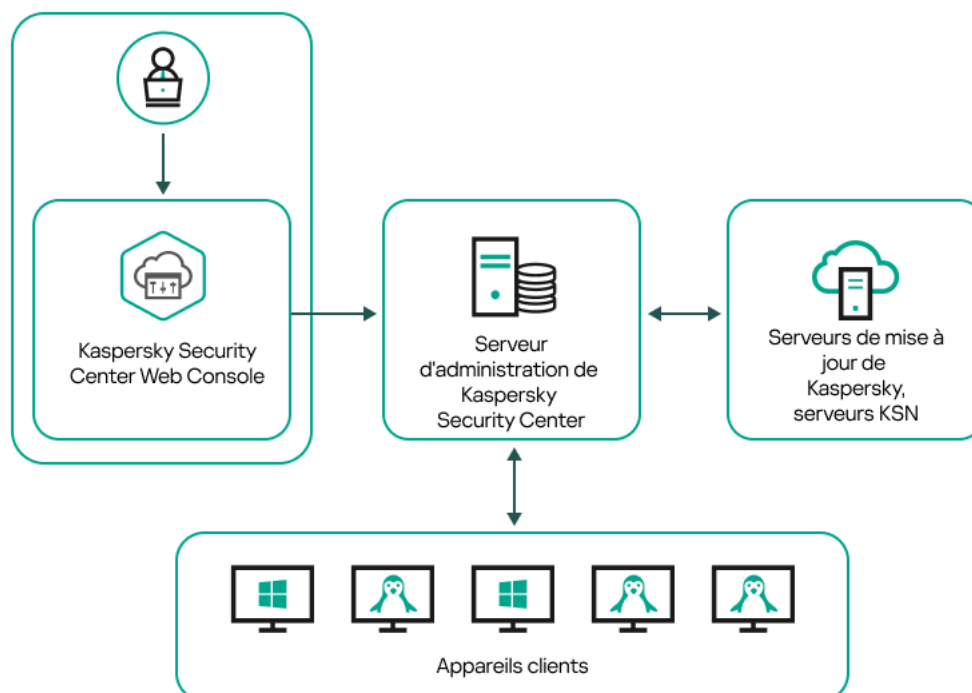 Kaspersky Security
Center Web Console
Serveur
d'administration de
Kaspersky
Security Center
Serveurs de mise à
jour de
Kaspersky,
serveurs KSN
Appareils clients